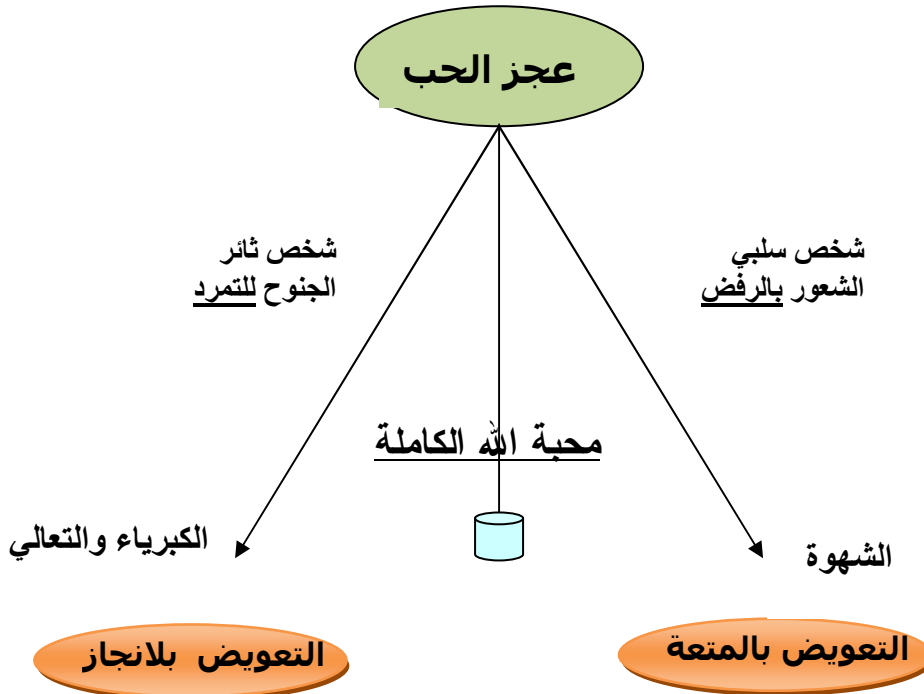 عجز الحب
شخص سلبي
الشعور بالرفض
شخص ثائر
الجنوح للتمرد
محبة الله الكاملة
الشهوة
الكبرياء والتعالي
التعويض بالمتعة
التعويض بلانجاز